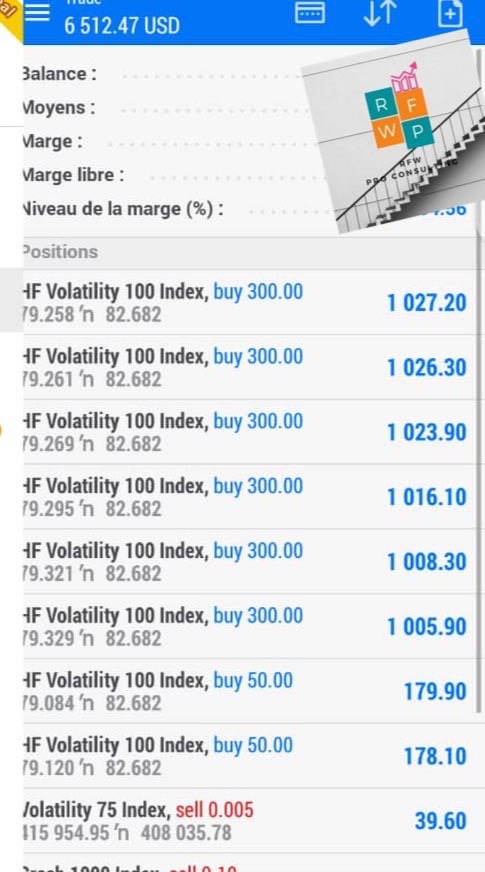 Trade
6 512.47 USD
Balance :
Moyens :
Marge :
Marge libre :
Niveau de la marge (%) :
R F
W P
RFW
PRO CONSULTING
Positions
HF Volatility 100 Index, buy 300.00
79.258 ′n 82.682
1 027.20
HF Volatility 100 Index, buy 300.00
79.261 ′n 82.682
1 026.30
HF Volatility 100 Index, buy 300.00
79.269 ′n 82.682
1 023.90
HF Volatility 100 Index, buy 300.00
79.295 ′n 82.682
1 016.10
HF Volatility 100 Index, buy 300.00
79.321 ′n 82.682
1 008.30
HF Volatility 100 Index, buy 300.00
79.329 ′n 82.682
1 005.90
HF Volatility 100 Index, buy 50.00
79.084 ′n 82.682
179.90
HF Volatility 100 Index, buy 50.00
79.120 ′n 82.682
178.10
Volatility 75 Index, sell 0.005
415 954.95 ′n 408 035.78
39.60
Crash 1000 Index, sell 0.10